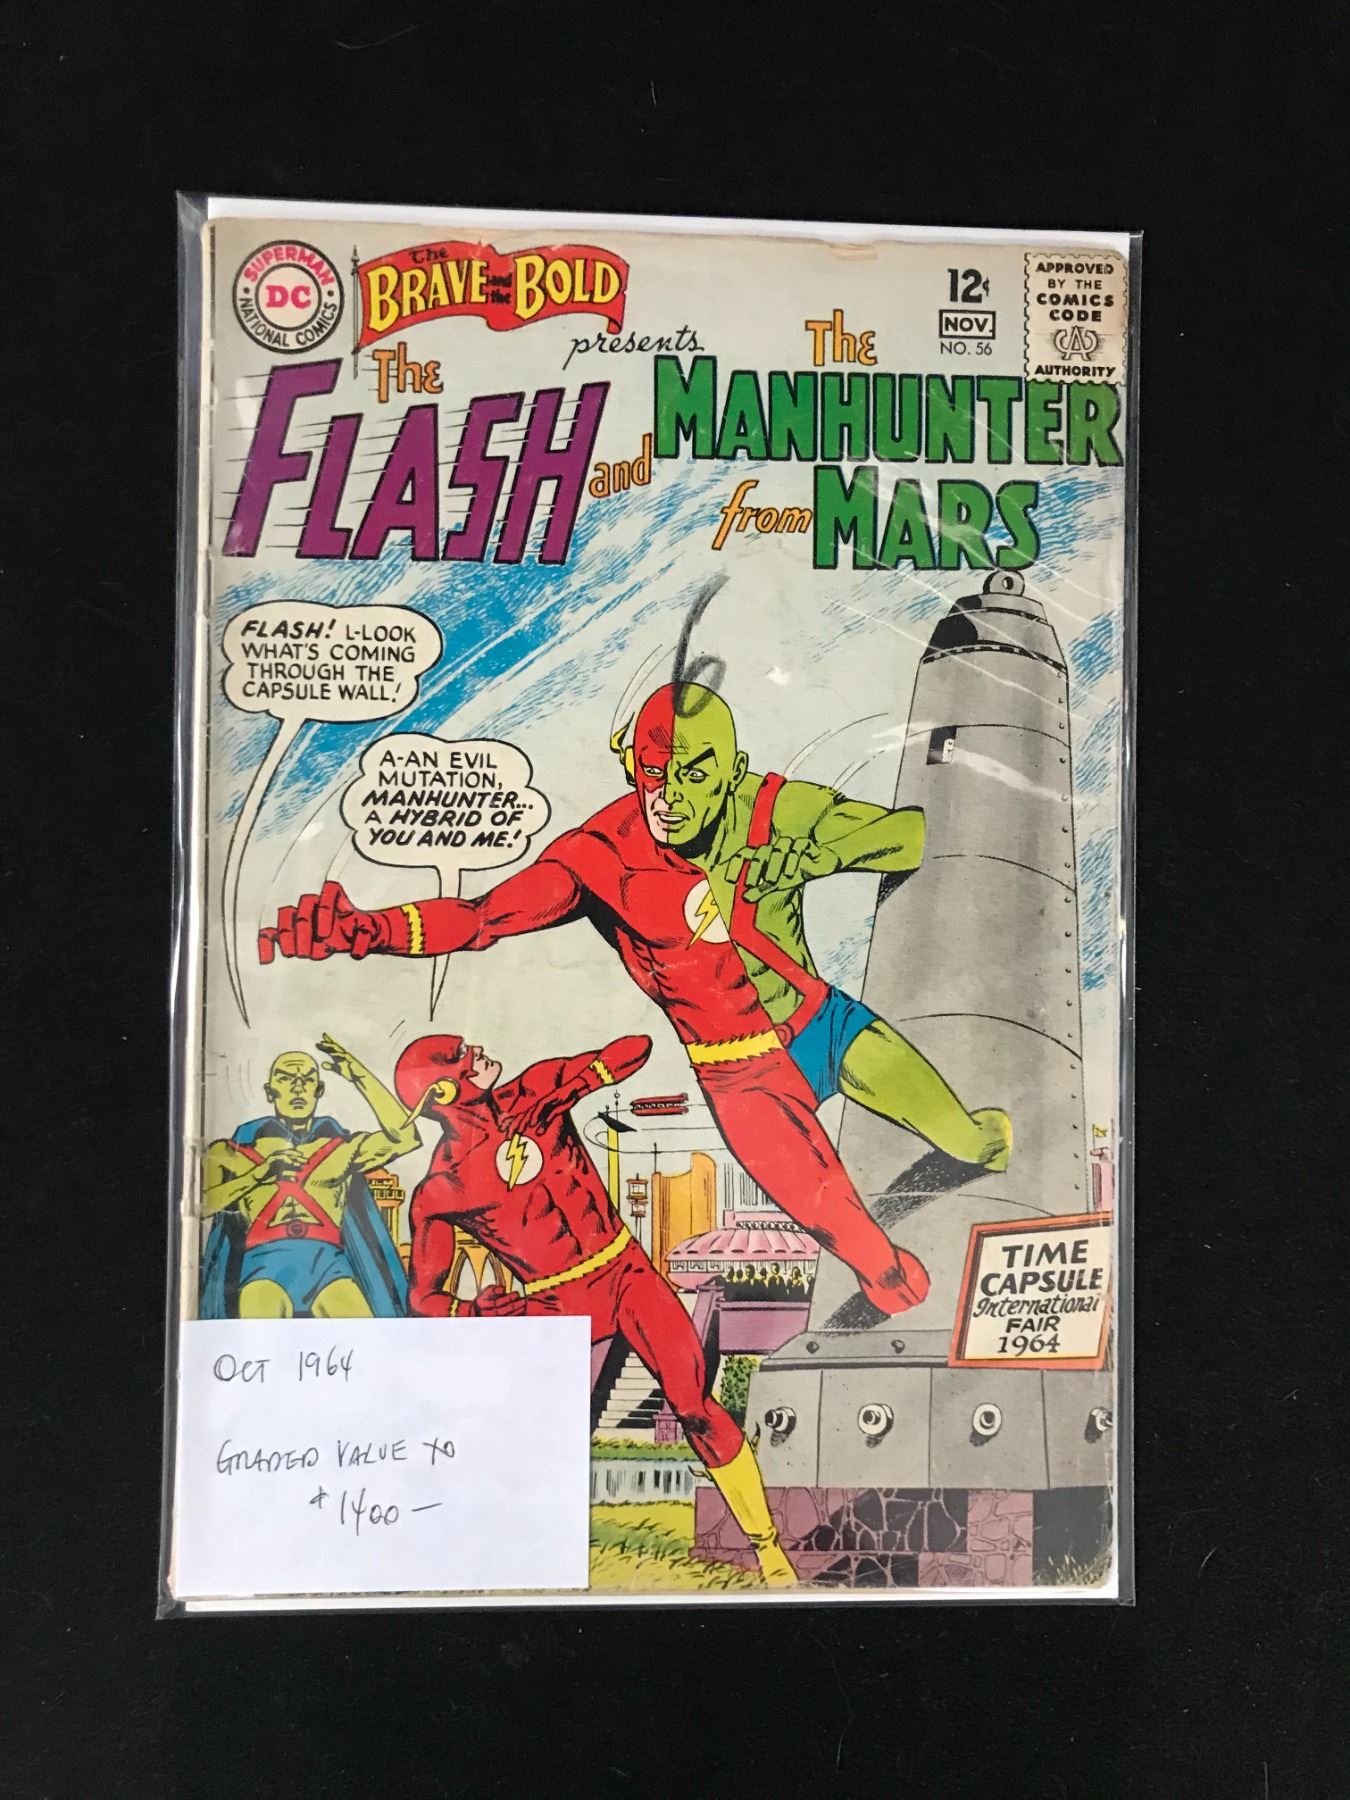 SUPERMAN
DC
NATIONAL COMICS
The
BRAVE and the BOLD
presents
12¢
NOV.
NO. 56
APPROVED
BY THE
COMICS
CODE
CA
AUTHORITY
The
FLASH
and
The
MANHUNTER
from MARS
FLASH! L-LOOK
WHAT'S COMING
THROUGH THE
CAPSULE WALL!
A-AN EVIL
MUTATION,
MANHUNTER...
A HYBRID OF
YOU AND ME!
TIME
CAPSULE
International
FAIR
1964
OCT 1964
GRADED VALUE TO
$1400—